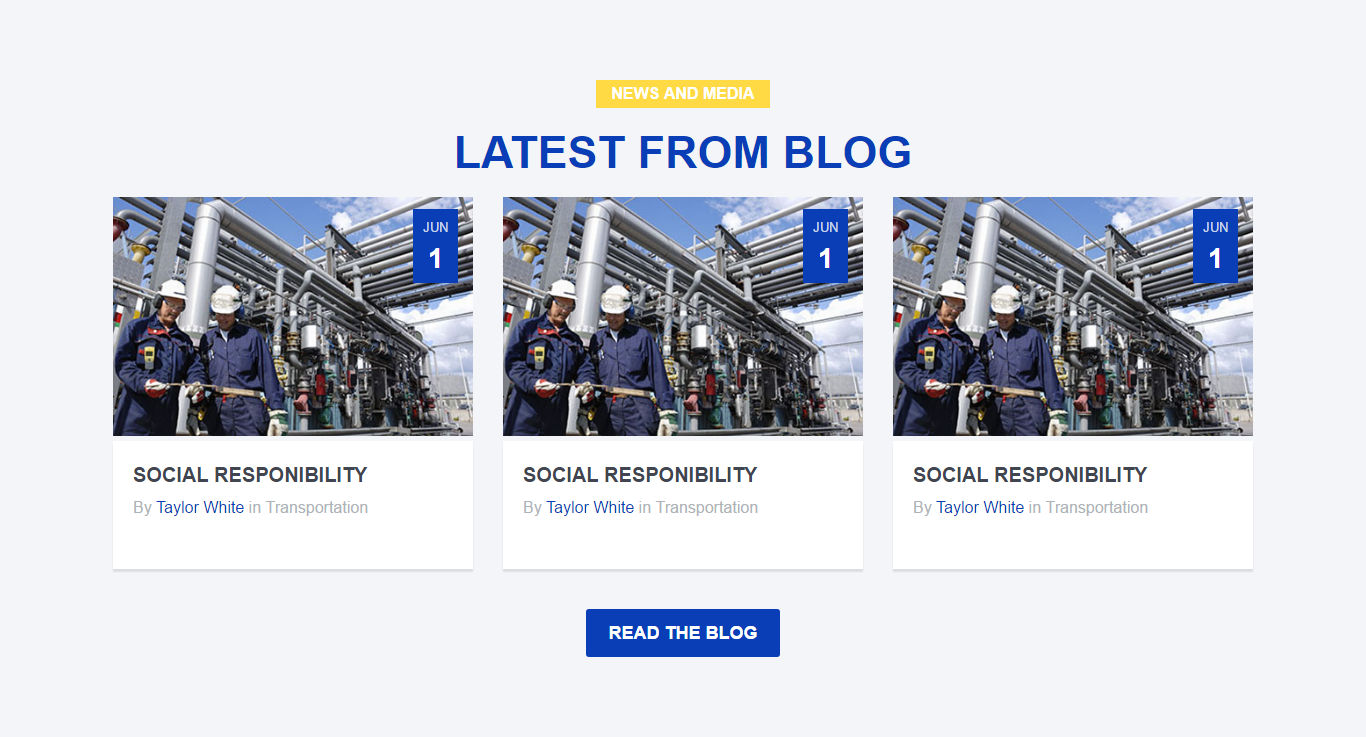 NEWS AND MEDIA
LATEST FROM BLOG
JUN
1
SOCIAL RESPONIBILITY
By Taylor White in Transportation
JUN
1
SOCIAL RESPONIBILITY
By Taylor White in Transportation
JUN
1
SOCIAL RESPONIBILITY
By Taylor White in Transportation
READ THE BLOG